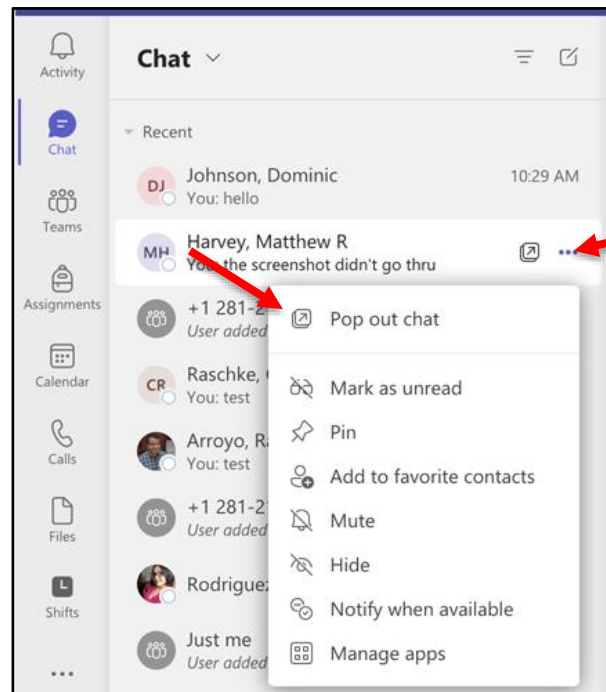 Activity
Chat
Teams
Assignments
Calendar
Calls
Files
Shifts
Chat
Recent
DJ
Johnson, Dominic
10:29 AM
You: hello
MH
Harvey, Matthew R
You: the screenshot didn't go thru
+1 281-2
User added
CR
Raschke,
You: test
Arroyo, Ra
You: test
+1 281-2
User added
Rodriguez
Just me
User added
Pop out chat
Mark as unread
Pin
Add to favorite contacts
Mute
Hide
Notify when available
Manage apps